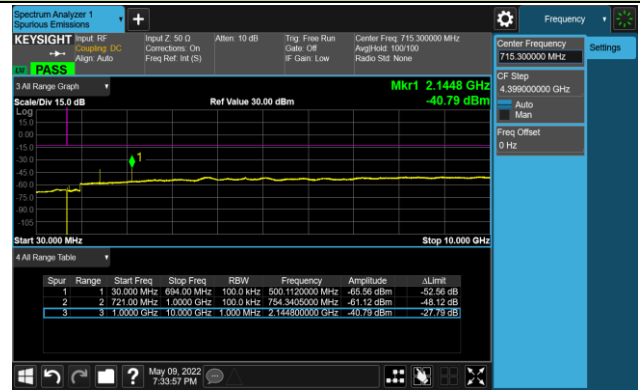 Spectrum Analyzer 1
Spurious Emissions
+
Frequency
KEYSIGHT Input: RF Input Z: 50 Ω Atten: 10 dB Trig: Free Run Center Freq: 715.300000 MHz
Coupling: DC Corrections: On Gate: Off Avg|Hold: 100/100
Align: Auto Freq Ref: Int (S) IF Gain: Low Radio Std: None
PASS
Center Frequency
715.300000 MHz
Settings
CF Step
4.399000000 GHz
Auto
Man
Freq Offset
0 Hz
3 All Range Graph
Mkr1 2.1448 GHz
Scale/Div 15.0 dB Ref Value 30.00 dBm -40.79 dBm
Log
15.0
0.00
-15.0
-30.0
-45.0
-60.0
-75.0
-90.0
-105
1
Start 30.000 MHz Stop 10.000 GHz
4 All Range Table
Spur Range Start Freq Stop Freq RBW Frequency Amplitude ΔLimit
1 1 30.000 MHz 694.00 MHz 100.0 kHz 500.1120000 MHz -65.56 dBm -52.56 dB
2 2 721.00 MHz 1.0000 GHz 100.0 kHz 754.3405000 MHz -61.12 dBm -48.12 dB
3 3 1.0000 GHz 10.000 GHz 1.000 MHz 2.144800000 GHz -40.79 dBm -27.79 dB
?
May 09, 2022
7:33:57 PM